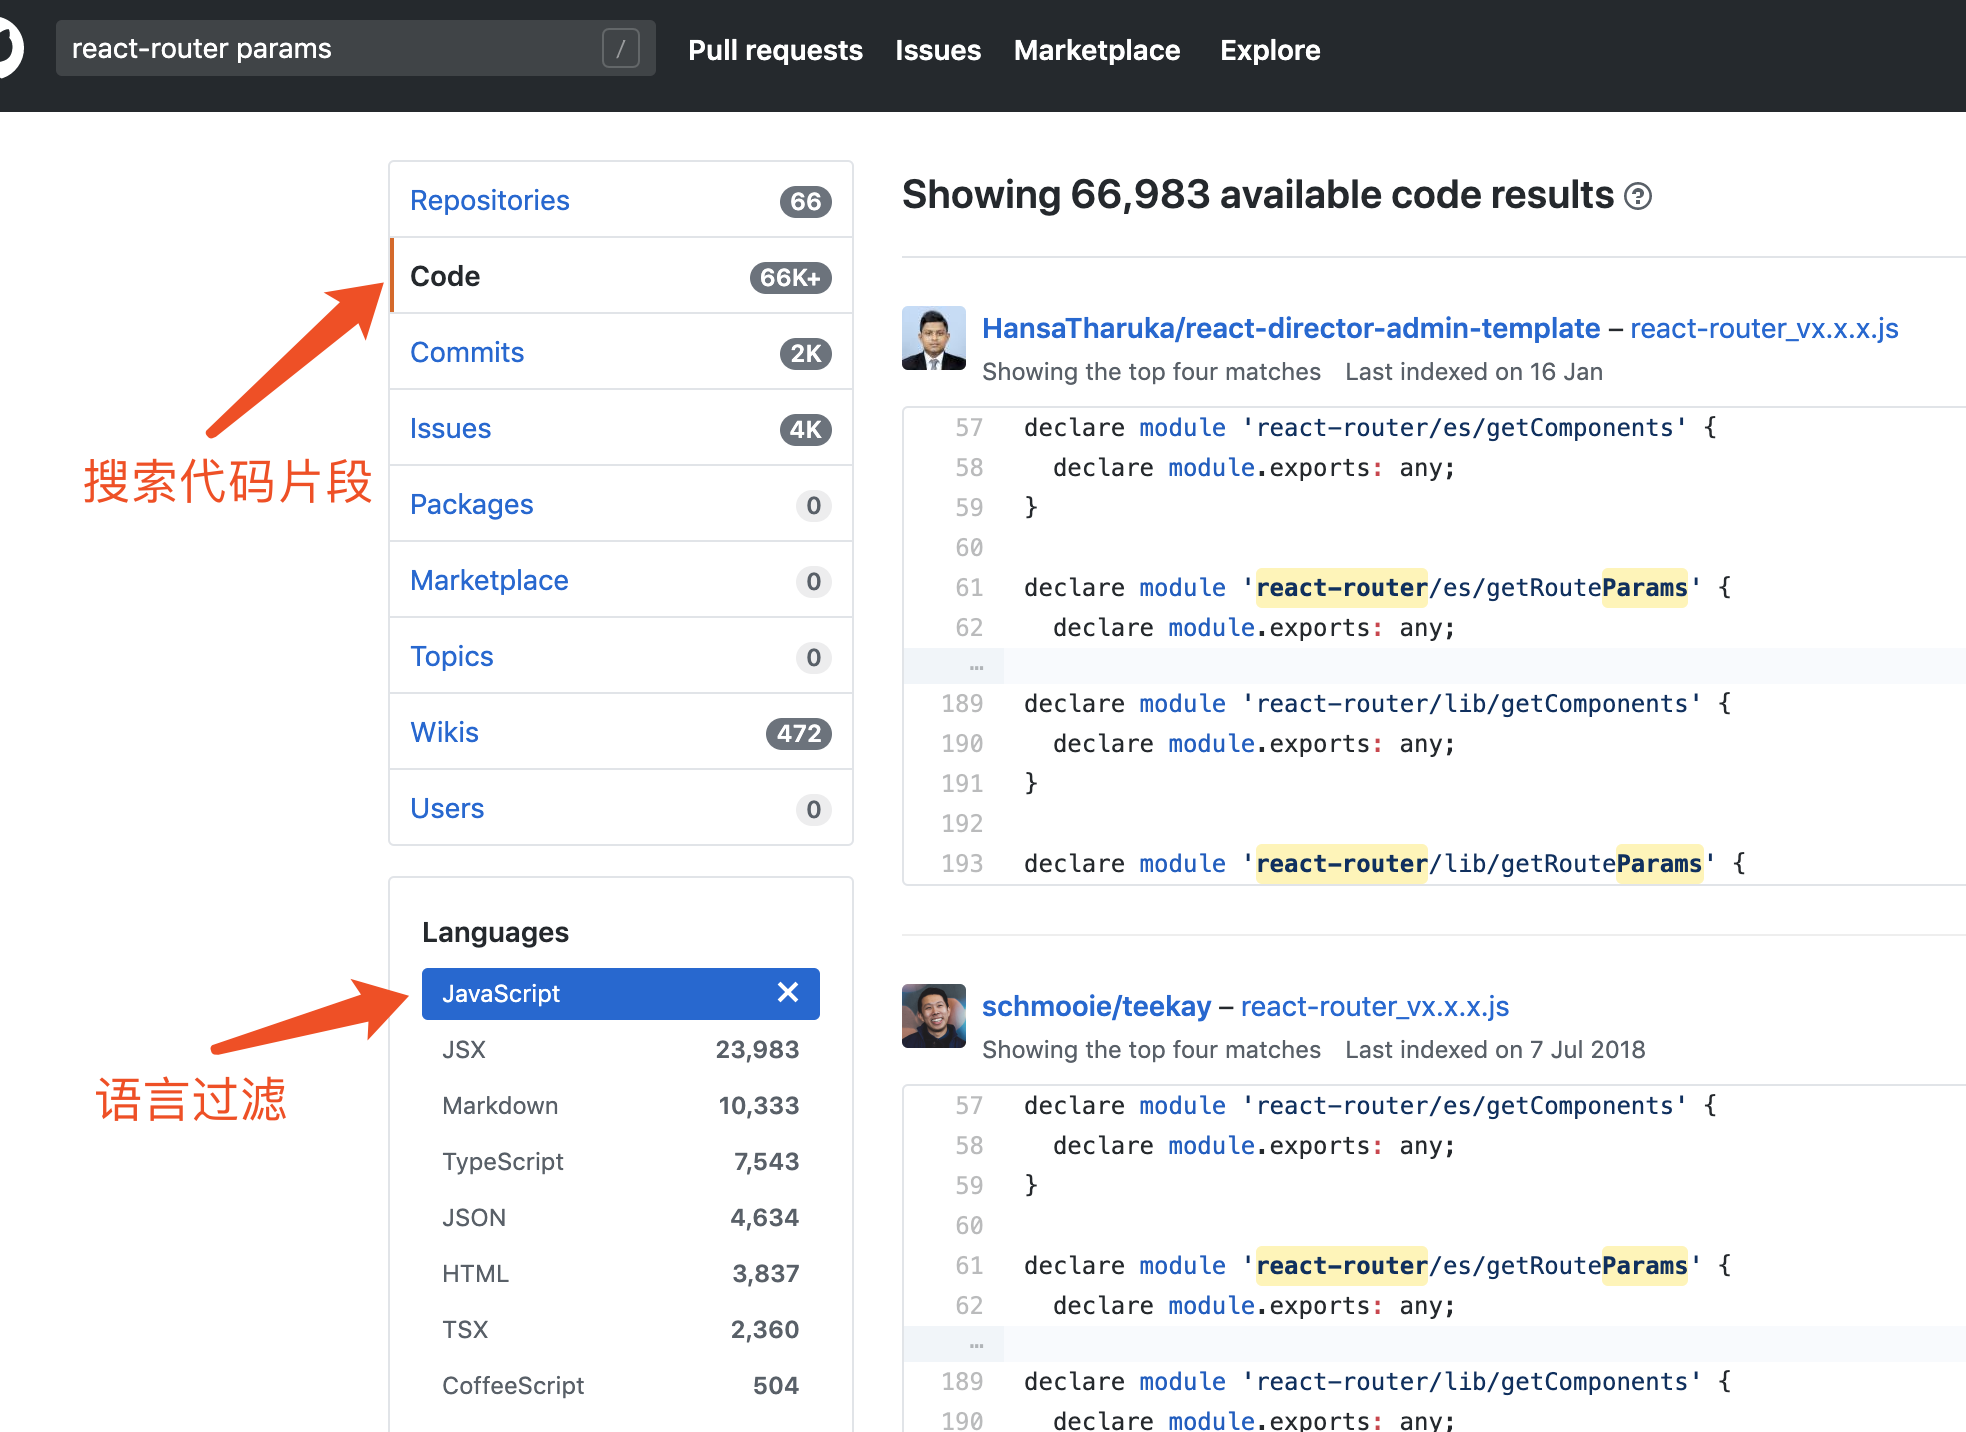 react-router params /
Pull requests Issues Marketplace Explore
Repositories 66
Code 66K+
Commits 2K
Issues 4K
Packages 0
Marketplace 0
Topics 0
Wikis 472
Users 0
搜索代码片段
Languages
JavaScript ×
JSX 23,983
Markdown 10,333
TypeScript 7,543
JSON 4,634
HTML 3,837
TSX 2,360
CoffeeScript 504
语言过滤
Showing 66,983 available code results ?
HansaTharuka/react-director-admin-template – react-router_vx.x.x.js
Showing the top four matches Last indexed on 16 Jan
57 declare module 'react-router/es/getComponents' {
58   declare module.exports: any;
59 }
60
61 declare module 'react-router/es/getRouteParams' {
62   declare module.exports: any;
…
189 declare module 'react-router/lib/getComponents' {
190   declare module.exports: any;
191 }
192
193 declare module 'react-router/lib/getRouteParams' {
schmooie/teekay – react-router_vx.x.x.js
Showing the top four matches Last indexed on 7 Jul 2018
57 declare module 'react-router/es/getComponents' {
58   declare module.exports: any;
59 }
60
61 declare module 'react-router/es/getRouteParams' {
62   declare module.exports: any;
…
189 declare module 'react-router/lib/getComponents' {
190   declare module.exports: any;